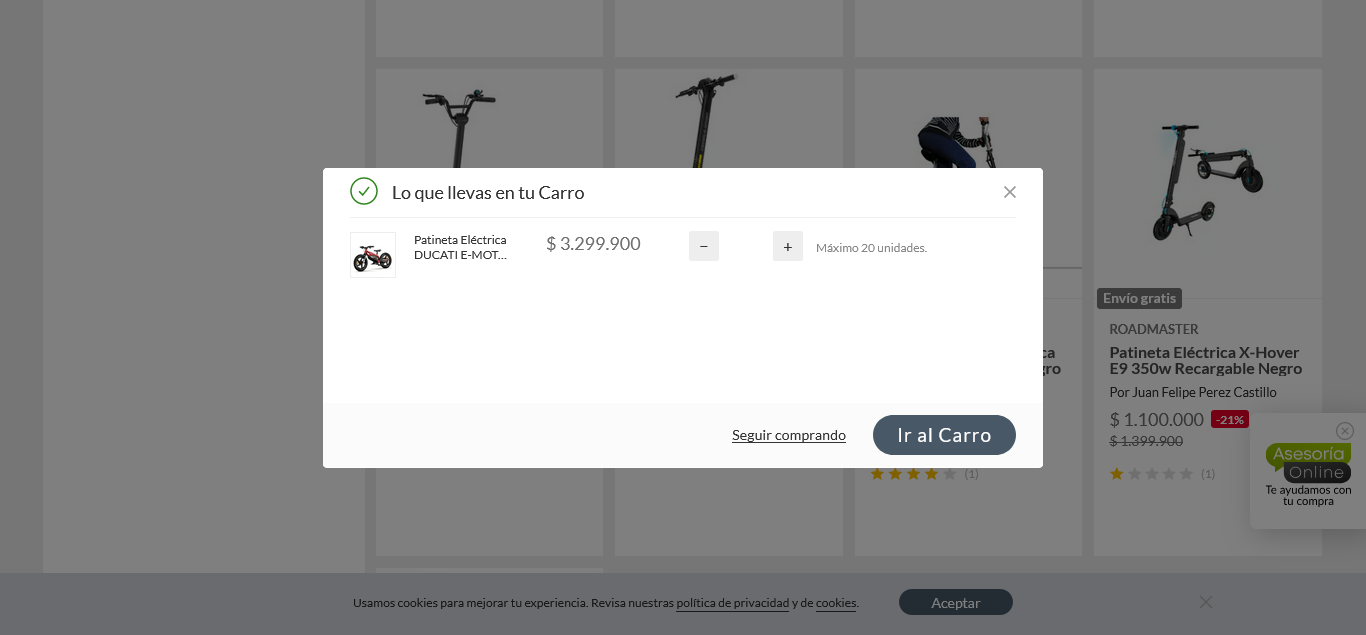 Lo que llevas en tu Carro
Patineta Eléctrica
DUCATI E-MOT...
$ 3.299.900
−
+
Máximo 20 unidades.
Seguir comprando
Ir al Carro
Envío gratis
ROADMASTER
Patineta Eléctrica X-Hover
E9 350w Recargable Negro
Por Juan Felipe Perez Castillo
$ 1.100.000 -21%
$ 1.399.900
(1)
(1)
Asesoría
Online
Te ayudamos con
tu compra
Usamos cookies para mejorar tu experiencia. Revisa nuestras política de privacidad y de cookies.
Aceptar